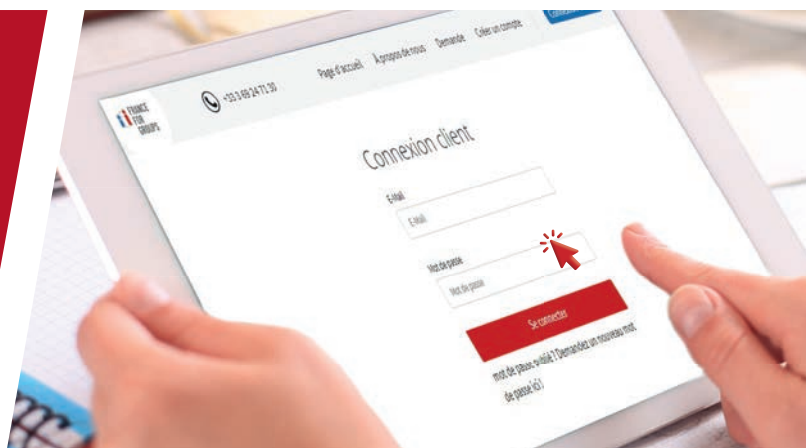 FRANCE
FOR
GROUPS
+33 3 69 24 71 30
Page d'accueil À propos de nous Demande Créer un compte
Connexion client
E-Mail
E-Mail
Mot de passe
Mot de passe
Se connecter
mot de passe oublié ? Demandez un nouveau mot
de passe ici !